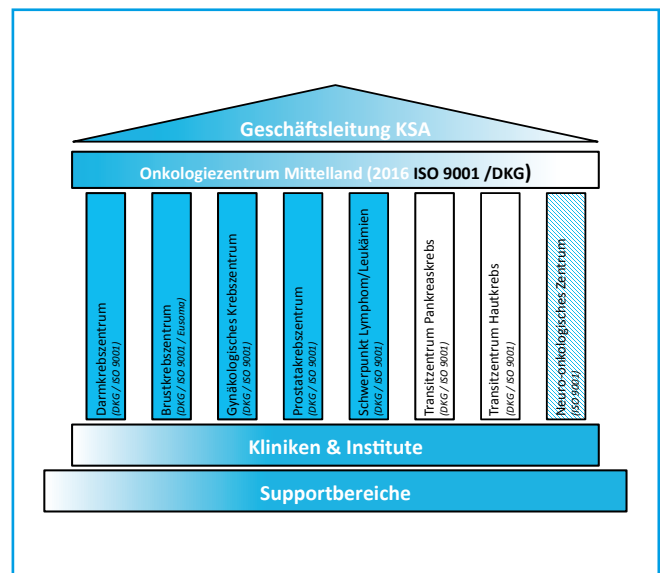 Geschäftsleitung KSA
Onkologiezentrum Mittelland (2016 ISO 9001 /DKG)
Darmkrebszentrum
(DKG / ISO 9001)
Brustkrebszentrum
(DKG / ISO 9001 / Eusoma)
Gynäkologisches Krebszentrum
(DKG / ISO 9001)
Prostatakrebszentrum
(DKG / ISO 9001)
Schwerpunkt Lymphom/Leukämien
(DKG / ISO 9001)
Transitzentrum Pankreaskrebs
(DKG / ISO 9001)
Transitzentrum Hautkrebs
(DKG / ISO 9001)
Neuro-onkologisches Zentrum
(ISO 9001)
Kliniken & Institute
Supportbereiche